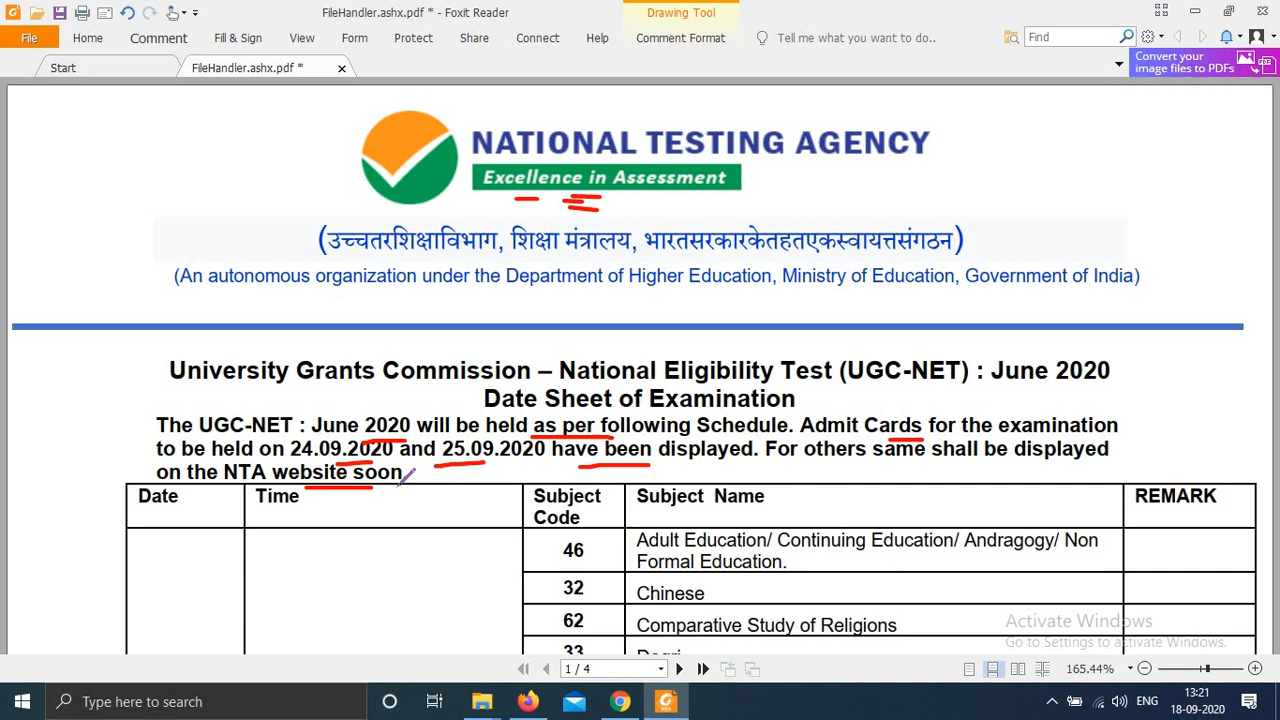 FileHandler.ashx.pdf * - Foxit Reader
Drawing Tool
File Home Comment Fill & Sign View Form Protect Share Connect Help Comment Format Tell me what you want to do.. Find
Start FileHandler.ashx.pdf *
Convert your
image files to PDFs
NATIONAL TESTING AGENCY
Excellence in Assessment
(उच्चतरशिक्षाविभाग, शिक्षा मंत्रालय, भारतसरकारकेतहतएकस्वायत्तसंगठन)
(An autonomous organization under the Department of Higher Education, Ministry of Education, Government of India)
University Grants Commission – National Eligibility Test (UGC-NET) : June 2020
Date Sheet of Examination
The UGC-NET : June 2020 will be held as per following Schedule. Admit Cards for the examination
to be held on 24.09.2020 and 25.09.2020 have been displayed. For others same shall be displayed
on the NTA website soon.
Date Time Subject Code Subject Name REMARK
46 Adult Education/ Continuing Education/ Andragogy/ Non
Formal Education.
32 Chinese
62 Comparative Study of Religions
33 Dogri
Activate Windows
Go to Settings to activate Windows.
1 / 4
165.44%
Type here to search
ENG
13:21
18-09-2020